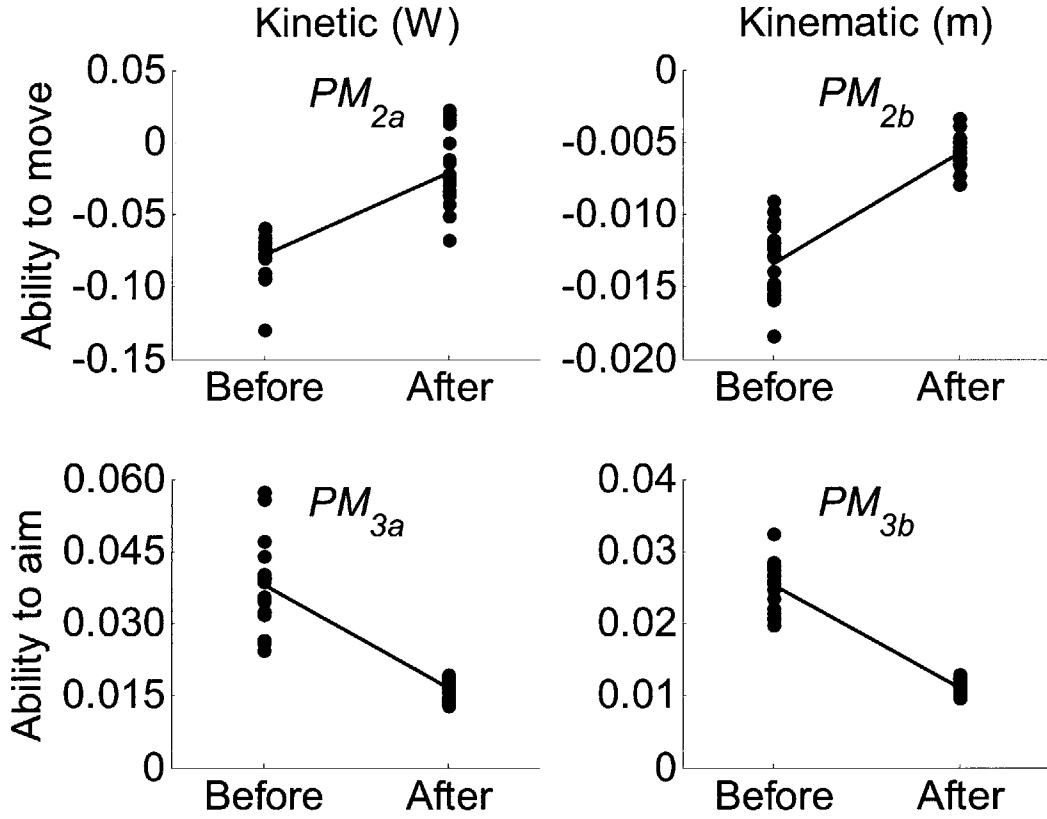 Kinetic (W)
Kinematic (m)
Ability to move
0.05
0
-0.05
-0.10
-0.15
PM2a
Before
After
0
-0.005
-0.010
-0.015
-0.020
PM2b
Before
After
Ability to aim
0.060
0.045
0.030
0.015
0
PM3a
Before
After
0.04
0.03
0.02
0.01
0
PM3b
Before
After